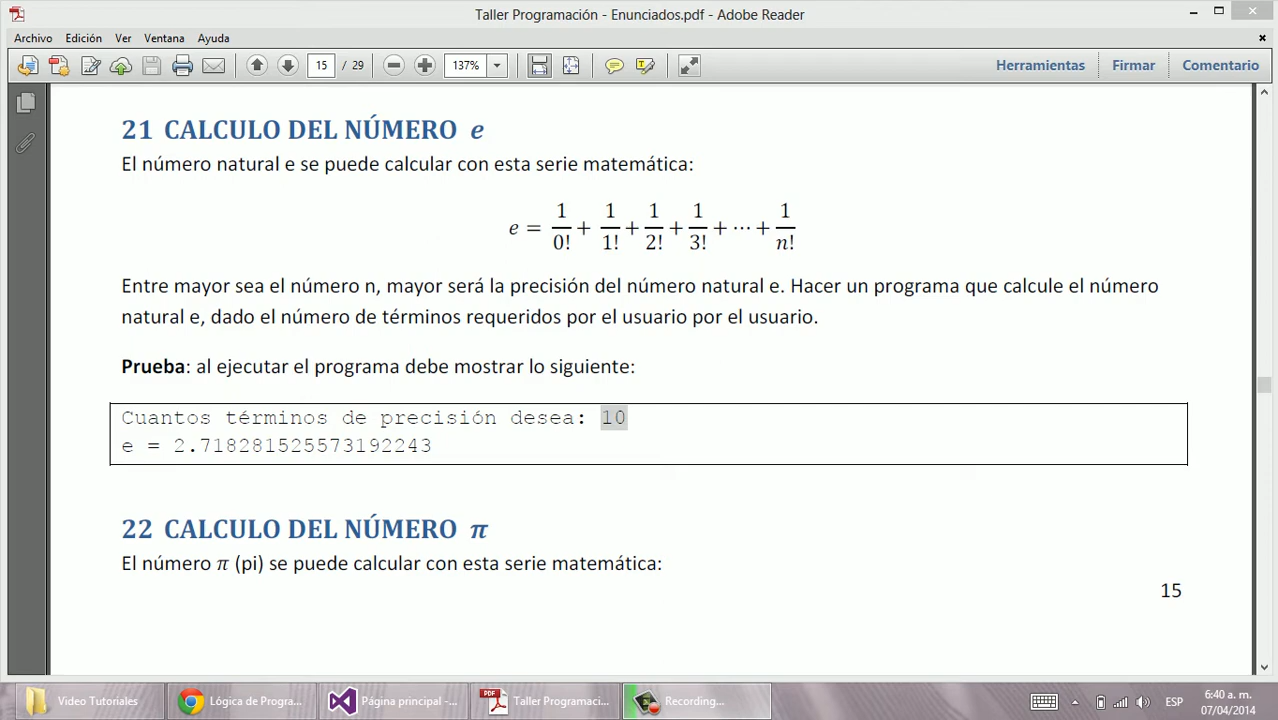 Taller Programación - Enunciados.pdf - Adobe Reader
Archivo Edición Ver Ventana Ayuda
15 / 29 137% Herramientas Firmar Comentario
21 CALCULO DEL NÚMERO e
El número natural e se puede calcular con esta serie matemática:
e = 1/0! + 1/1! + 1/2! + 1/3! + ⋯ + 1/n!
Entre mayor sea el número n, mayor será la precisión del número natural e. Hacer un programa que calcule el número
natural e, dado el número de términos requeridos por el usuario por el usuario.
Prueba: al ejecutar el programa debe mostrar lo siguiente:
Cuantos términos de precisión desea: 10
e = 2.718281525573192243
22 CALCULO DEL NÚMERO π
El número π (pi) se puede calcular con esta serie matemática:
15
Video Tutoriales Lógica de Progra... Página principal -... PDF Taller Programaci... Recording... ESP 6:40 a. m.
07/04/2014